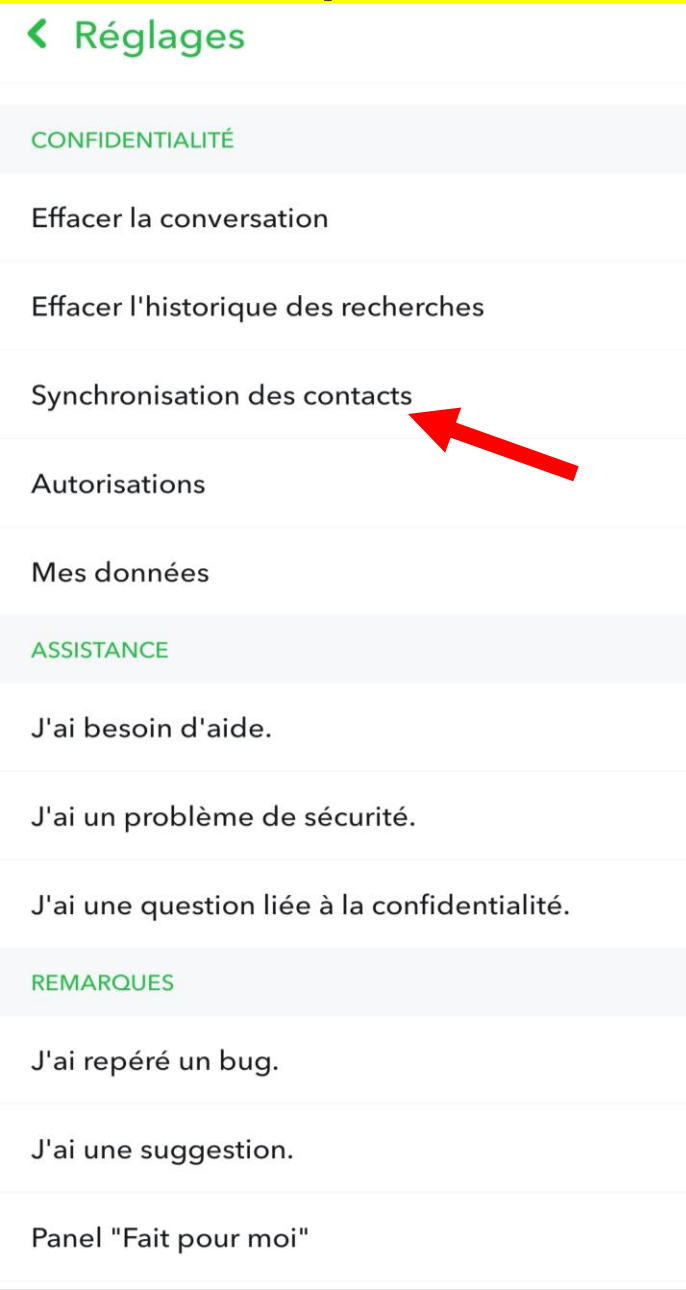 Réglages
CONFIDENTIALITÉ
Effacer la conversation
Effacer l'historique des recherches
Synchronisation des contacts
Autorisations
Mes données
ASSISTANCE
J'ai besoin d'aide.
J'ai un problème de sécurité.
J'ai une question liée à la confidentialité.
REMARQUES
J'ai repéré un bug.
J'ai une suggestion.
Panel "Fait pour moi"